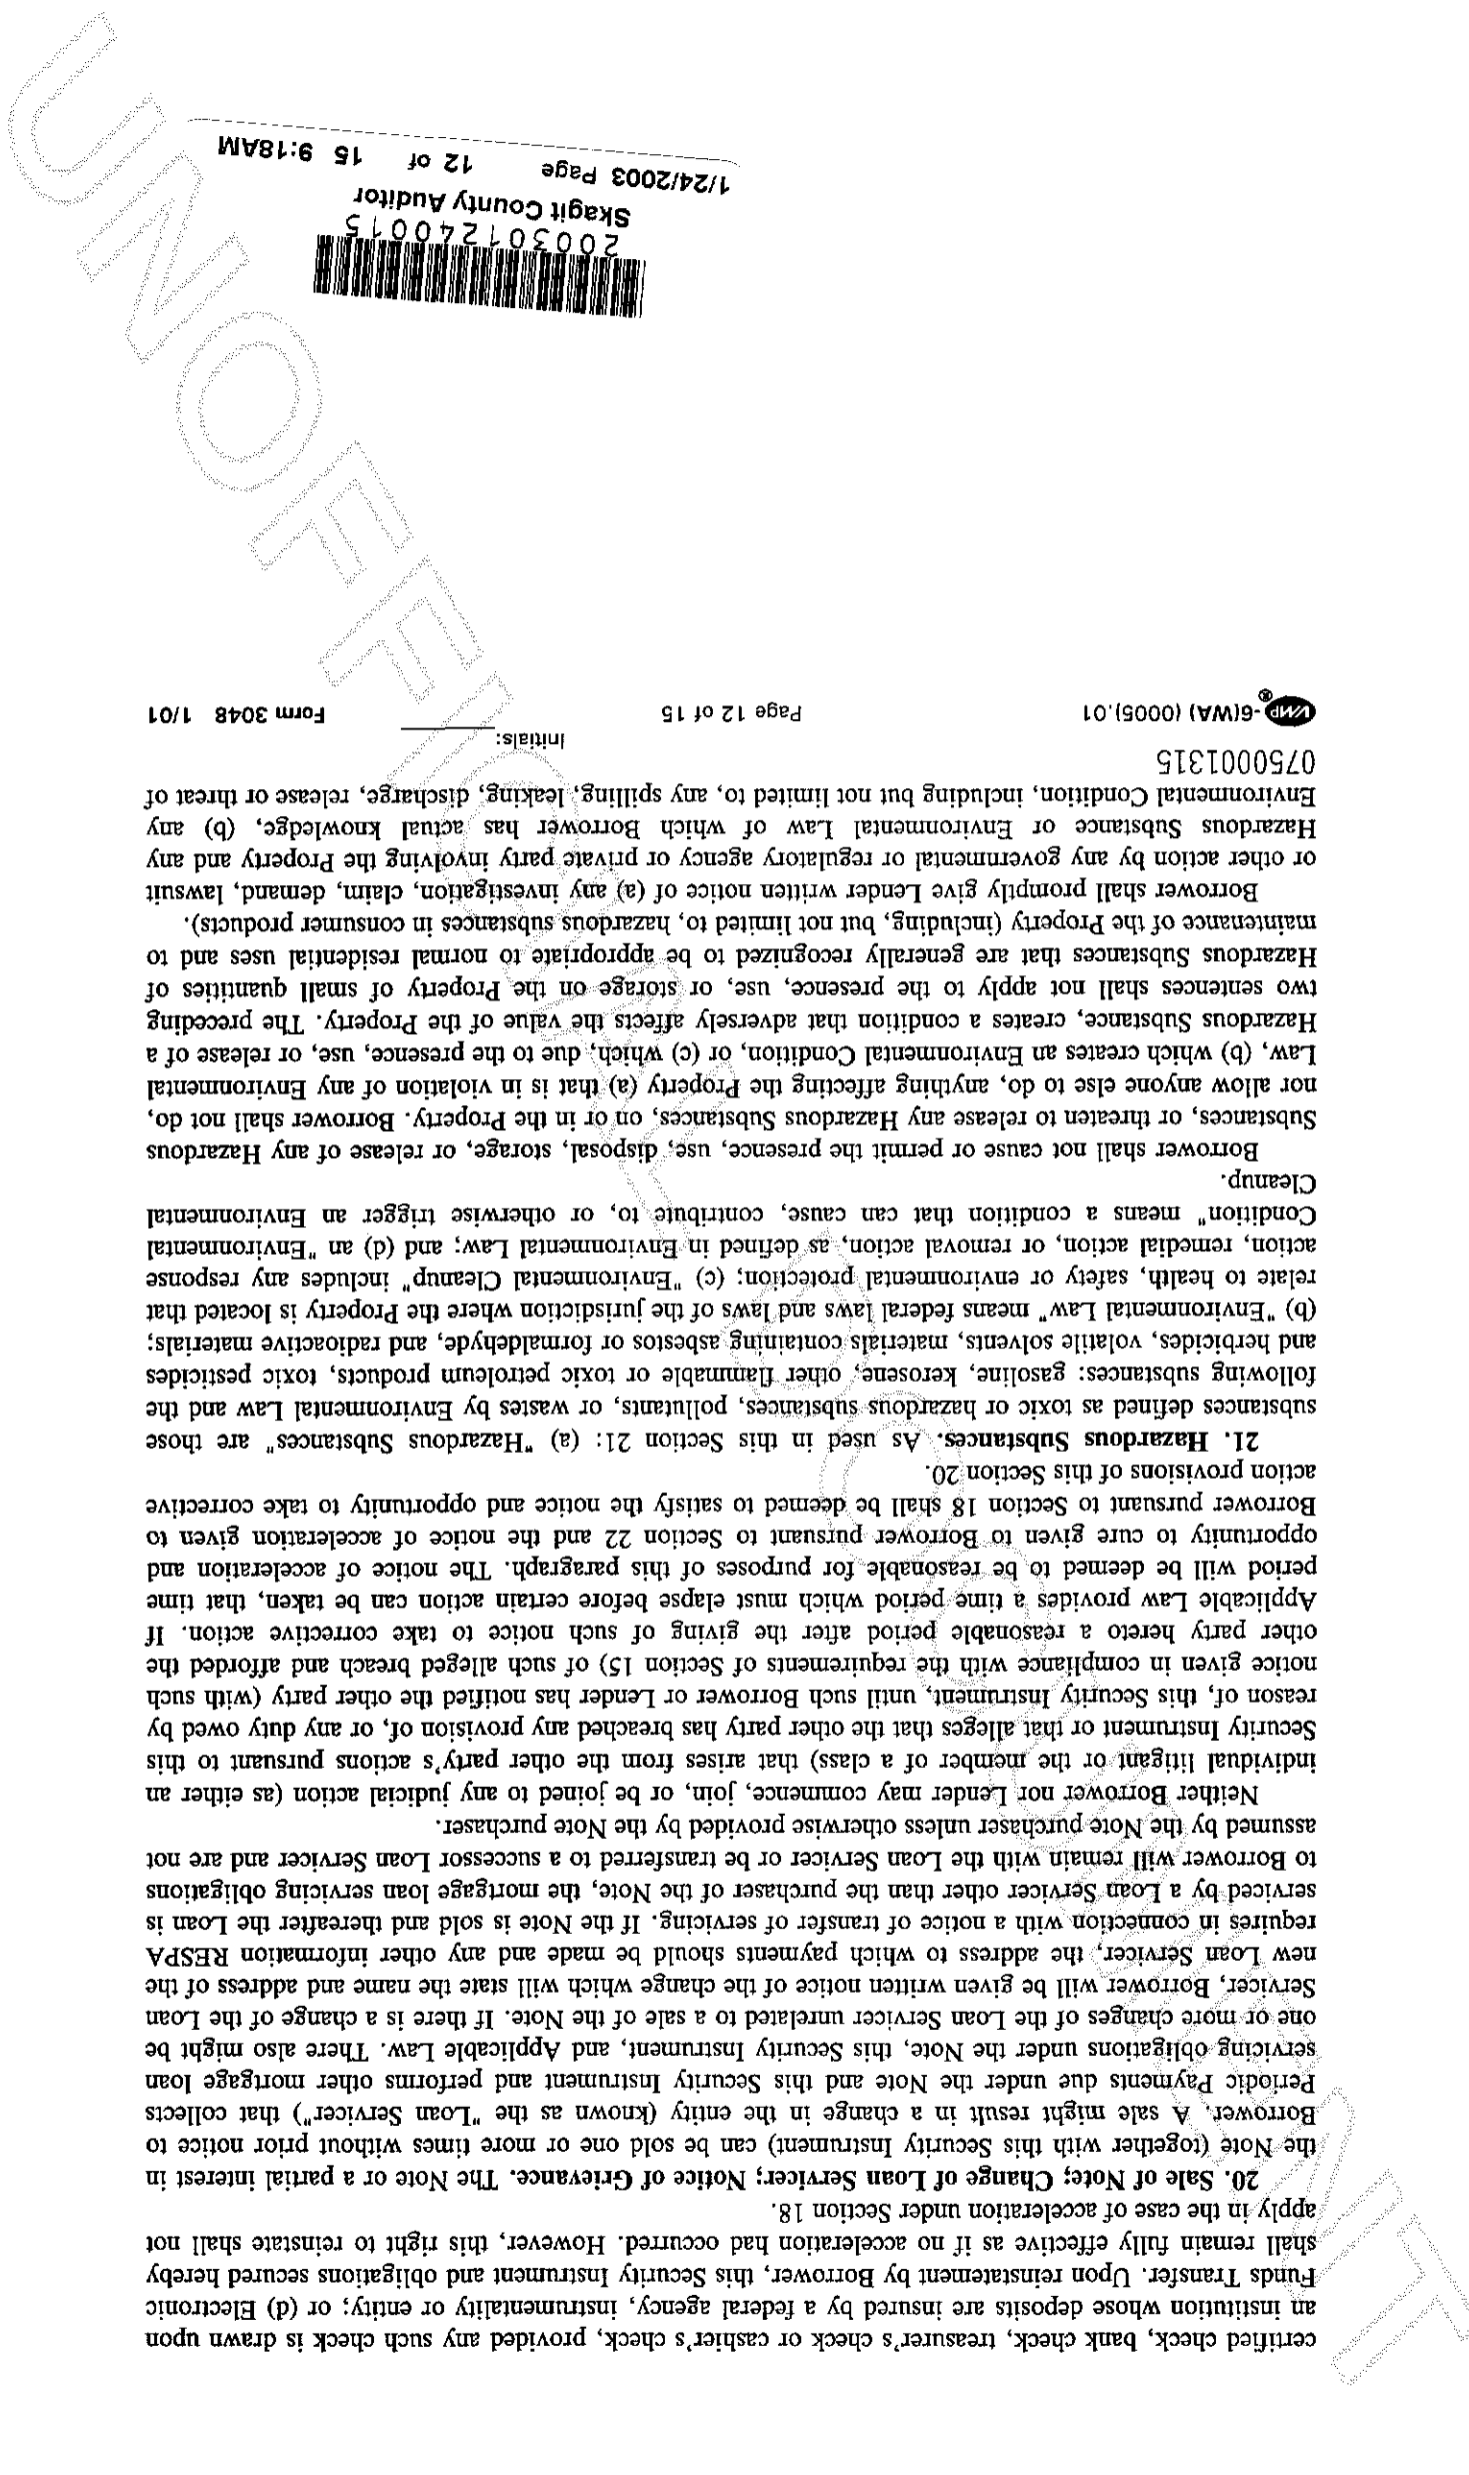 certified check, bank check, treasurer's check or cashier's check, provided any such check is drawn upon
an institution whose deposits are insured by a federal agency, instrumentality or entity; or (d) Electronic
Funds Transfer. Upon reinstatement by Borrower, this Security Instrument and obligations secured hereby
shall remain fully effective as if no acceleration had occurred. However, this right to reinstate shall not
apply in the case of acceleration under Section 18.
20. Sale of Note; Change of Loan Servicer; Notice of Grievance. The Note or a partial interest in
the Note (together with this Security Instrument) can be sold one or more times without prior notice to
Borrower. A sale might result in a change in the entity (known as the "Loan Servicer") that collects
Periodic Payments due under the Note and this Security Instrument and performs other mortgage loan
servicing obligations under the Note, this Security Instrument, and Applicable Law. There also might be
one or more changes of the Loan Servicer unrelated to a sale of the Note. If there is a change of the Loan
Servicer, Borrower will be given written notice of the change which will state the name and address of the
new Loan Servicer, the address to which payments should be made and any other information RESPA
requires in connection with a notice of transfer of servicing. If the Note is sold and thereafter the Loan is
serviced by a Loan Servicer other than the purchaser of the Note, the mortgage loan servicing obligations
to Borrower will remain with the Loan Servicer or be transferred to a successor Loan Servicer and are not
assumed by the Note purchaser unless otherwise provided by the Note purchaser.
Neither Borrower nor Lender may commence, join, or be joined to any judicial action (as either an
individual litigant or the member of a class) that arises from the other party's actions pursuant to this
Security Instrument or that alleges that the other party has breached any provision of, or any duty owed by
reason of, this Security Instrument, until such Borrower or Lender has notified the other party (with such
notice given in compliance with the requirements of Section 15) of such alleged breach and afforded the
other party hereto a reasonable period after the giving of such notice to take corrective action. If
Applicable Law provides a time period which must elapse before certain action can be taken, that time
period will be deemed to be reasonable for purposes of this paragraph. The notice of acceleration and
opportunity to cure given to Borrower pursuant to Section 22 and the notice of acceleration given to
Borrower pursuant to Section 18 shall be deemed to satisfy the notice and opportunity to take corrective
action provisions of this Section 20.
21. Hazardous Substances. As used in this Section 21: (a) "Hazardous Substances" are those
substances defined as toxic or hazardous substances, pollutants, or wastes by Environmental Law and the
following substances: gasoline, kerosene, other flammable or toxic petroleum products, toxic pesticides
and herbicides, volatile solvents, materials containing asbestos or formaldehyde, and radioactive materials;
(b) "Environmental Law" means federal laws and laws of the jurisdiction where the Property is located that
relate to health, safety or environmental protection; (c) "Environmental Cleanup" includes any response
action, remedial action, or removal action, as defined in Environmental Law; and (d) an "Environmental
Condition" means a condition that can cause, contribute to, or otherwise trigger an Environmental
Cleanup.
Borrower shall not cause or permit the presence, use, disposal, storage, or release of any Hazardous
Substances, or threaten to release any Hazardous Substances, on or in the Property. Borrower shall not do,
nor allow anyone else to do, anything affecting the Property (a) that is in violation of any Environmental
Law, (b) which creates an Environmental Condition, or (c) which, due to the presence, use, or release of a
Hazardous Substance, creates a condition that adversely affects the value of the Property. The preceding
two sentences shall not apply to the presence, use, or storage on the Property of small quantities of
Hazardous Substances that are generally recognized to be appropriate to normal residential uses and to
maintenance of the Property (including, but not limited to, hazardous substances in consumer products).
Borrower shall promptly give Lender written notice of (a) any investigation, claim, demand, lawsuit
or other action by any governmental or regulatory agency or private party involving the Property and any
Hazardous Substance or Environmental Law of which Borrower has actual knowledge, (b) any
Environmental Condition, including but not limited to, any spilling, leaking, discharge, release or threat of
0750001315
Initials:
VMP®-6(WA) (0005).01 Page 12 of 15 Form 3048 1/01
200301240015
Skagit County Auditor
1/24/2003 Page 12 of 15 9:18AM
UNOFFICIAL DOCUMENT